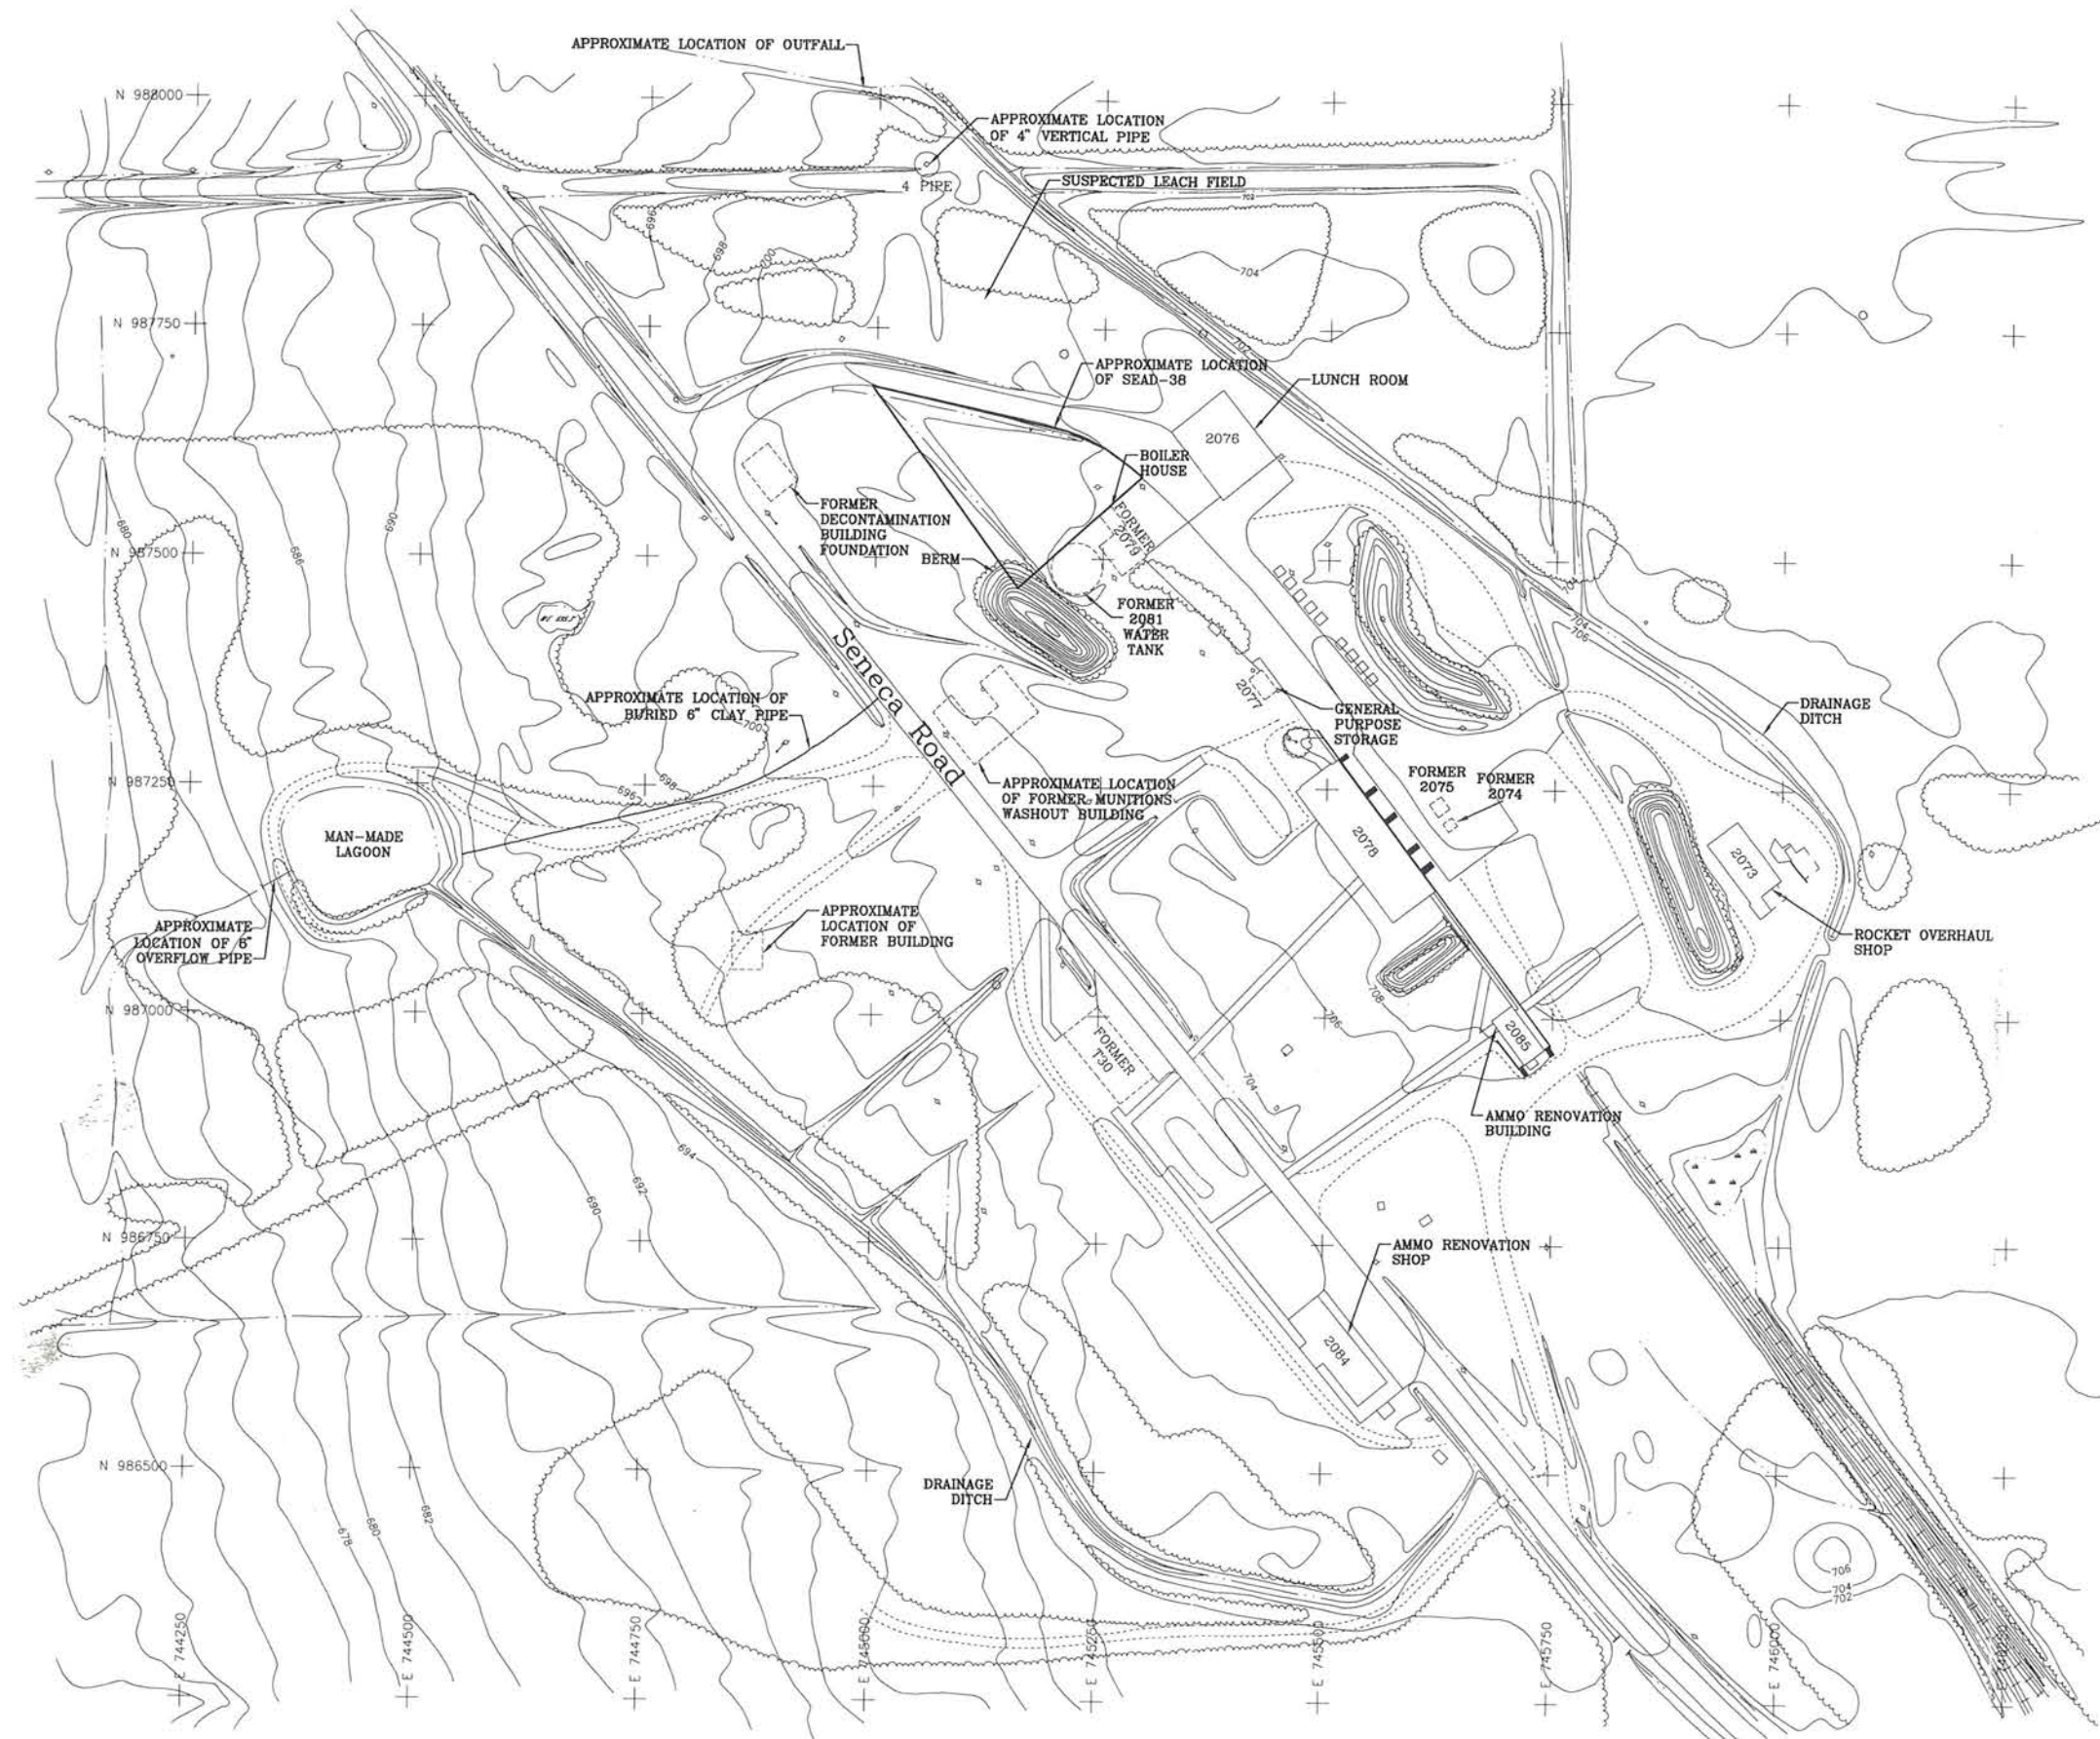 APPROXIMATE LOCATION OF OUTFALL
N 988000
APPROXIMATE LOCATION
OF 4" VERTICAL PIPE
4 PIPE
SUSPECTED LEACH FIELD
702
696
698
700
704
N 987750
702
APPROXIMATE LOCATION
OF SEAD-38
LUNCH ROOM
2076
BOILER
HOUSE
FORMER
DECONTAMINATION
BUILDING
FOUNDATION
FORMER
2079
680
690
686
N 987500
BERM
FORMER
2081
WATER
TANK
704
706
Seneca Road
APPROXIMATE LOCATION OF
BURIED 6" CLAY PIPE
700
2077
GENERAL
PURPOSE
STORAGE
DRAINAGE
DITCH
N 987250
696
698
APPROXIMATE LOCATION
OF FORMER MUNITIONS
WASHOUT BUILDING
FORMER
2075
FORMER
2074
MAN-MADE
LAGOON
2078
2073
APPROXIMATE
LOCATION OF 6"
OVERFLOW PIPE
APPROXIMATE
LOCATION OF
FORMER BUILDING
ROCKET OVERHAUL
SHOP
708
706
N 987000
2085
FORMER
T30
704
AMMO RENOVATION
BUILDING
694
692
690
N 986750
AMMO RENOVATION
SHOP
2084
N 986500
DRAINAGE
DITCH
678
680
682
706
704
702
E 744250
E 744500
E 744750
E 745000
E 745250
E 745500
E 745750
E 746000